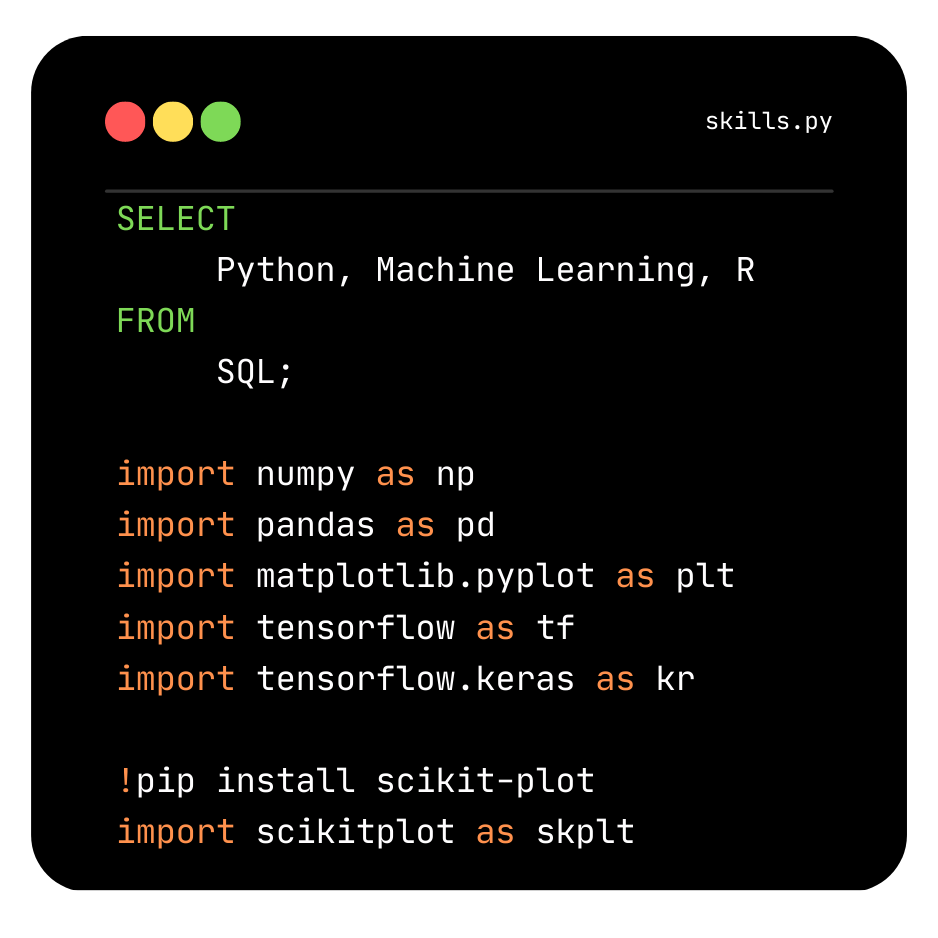 skills.py
SELECT
Python, Machine Learning, R
FROM
SQL;
import numpy as np
import pandas as pd
import matplotlib.pyplot as plt
import tensorflow as tf
import tensorflow.keras as kr
!pip install scikit-plot
import scikitplot as skplt